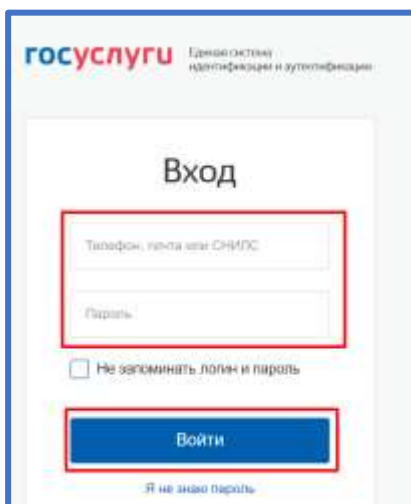 госуслуги
Единая система
идентификации и аутентификации
Вход
Телефон, почта или СНИЛС
Пароль
Не запоминать логин и пароль
Войти
Я не знаю пароль